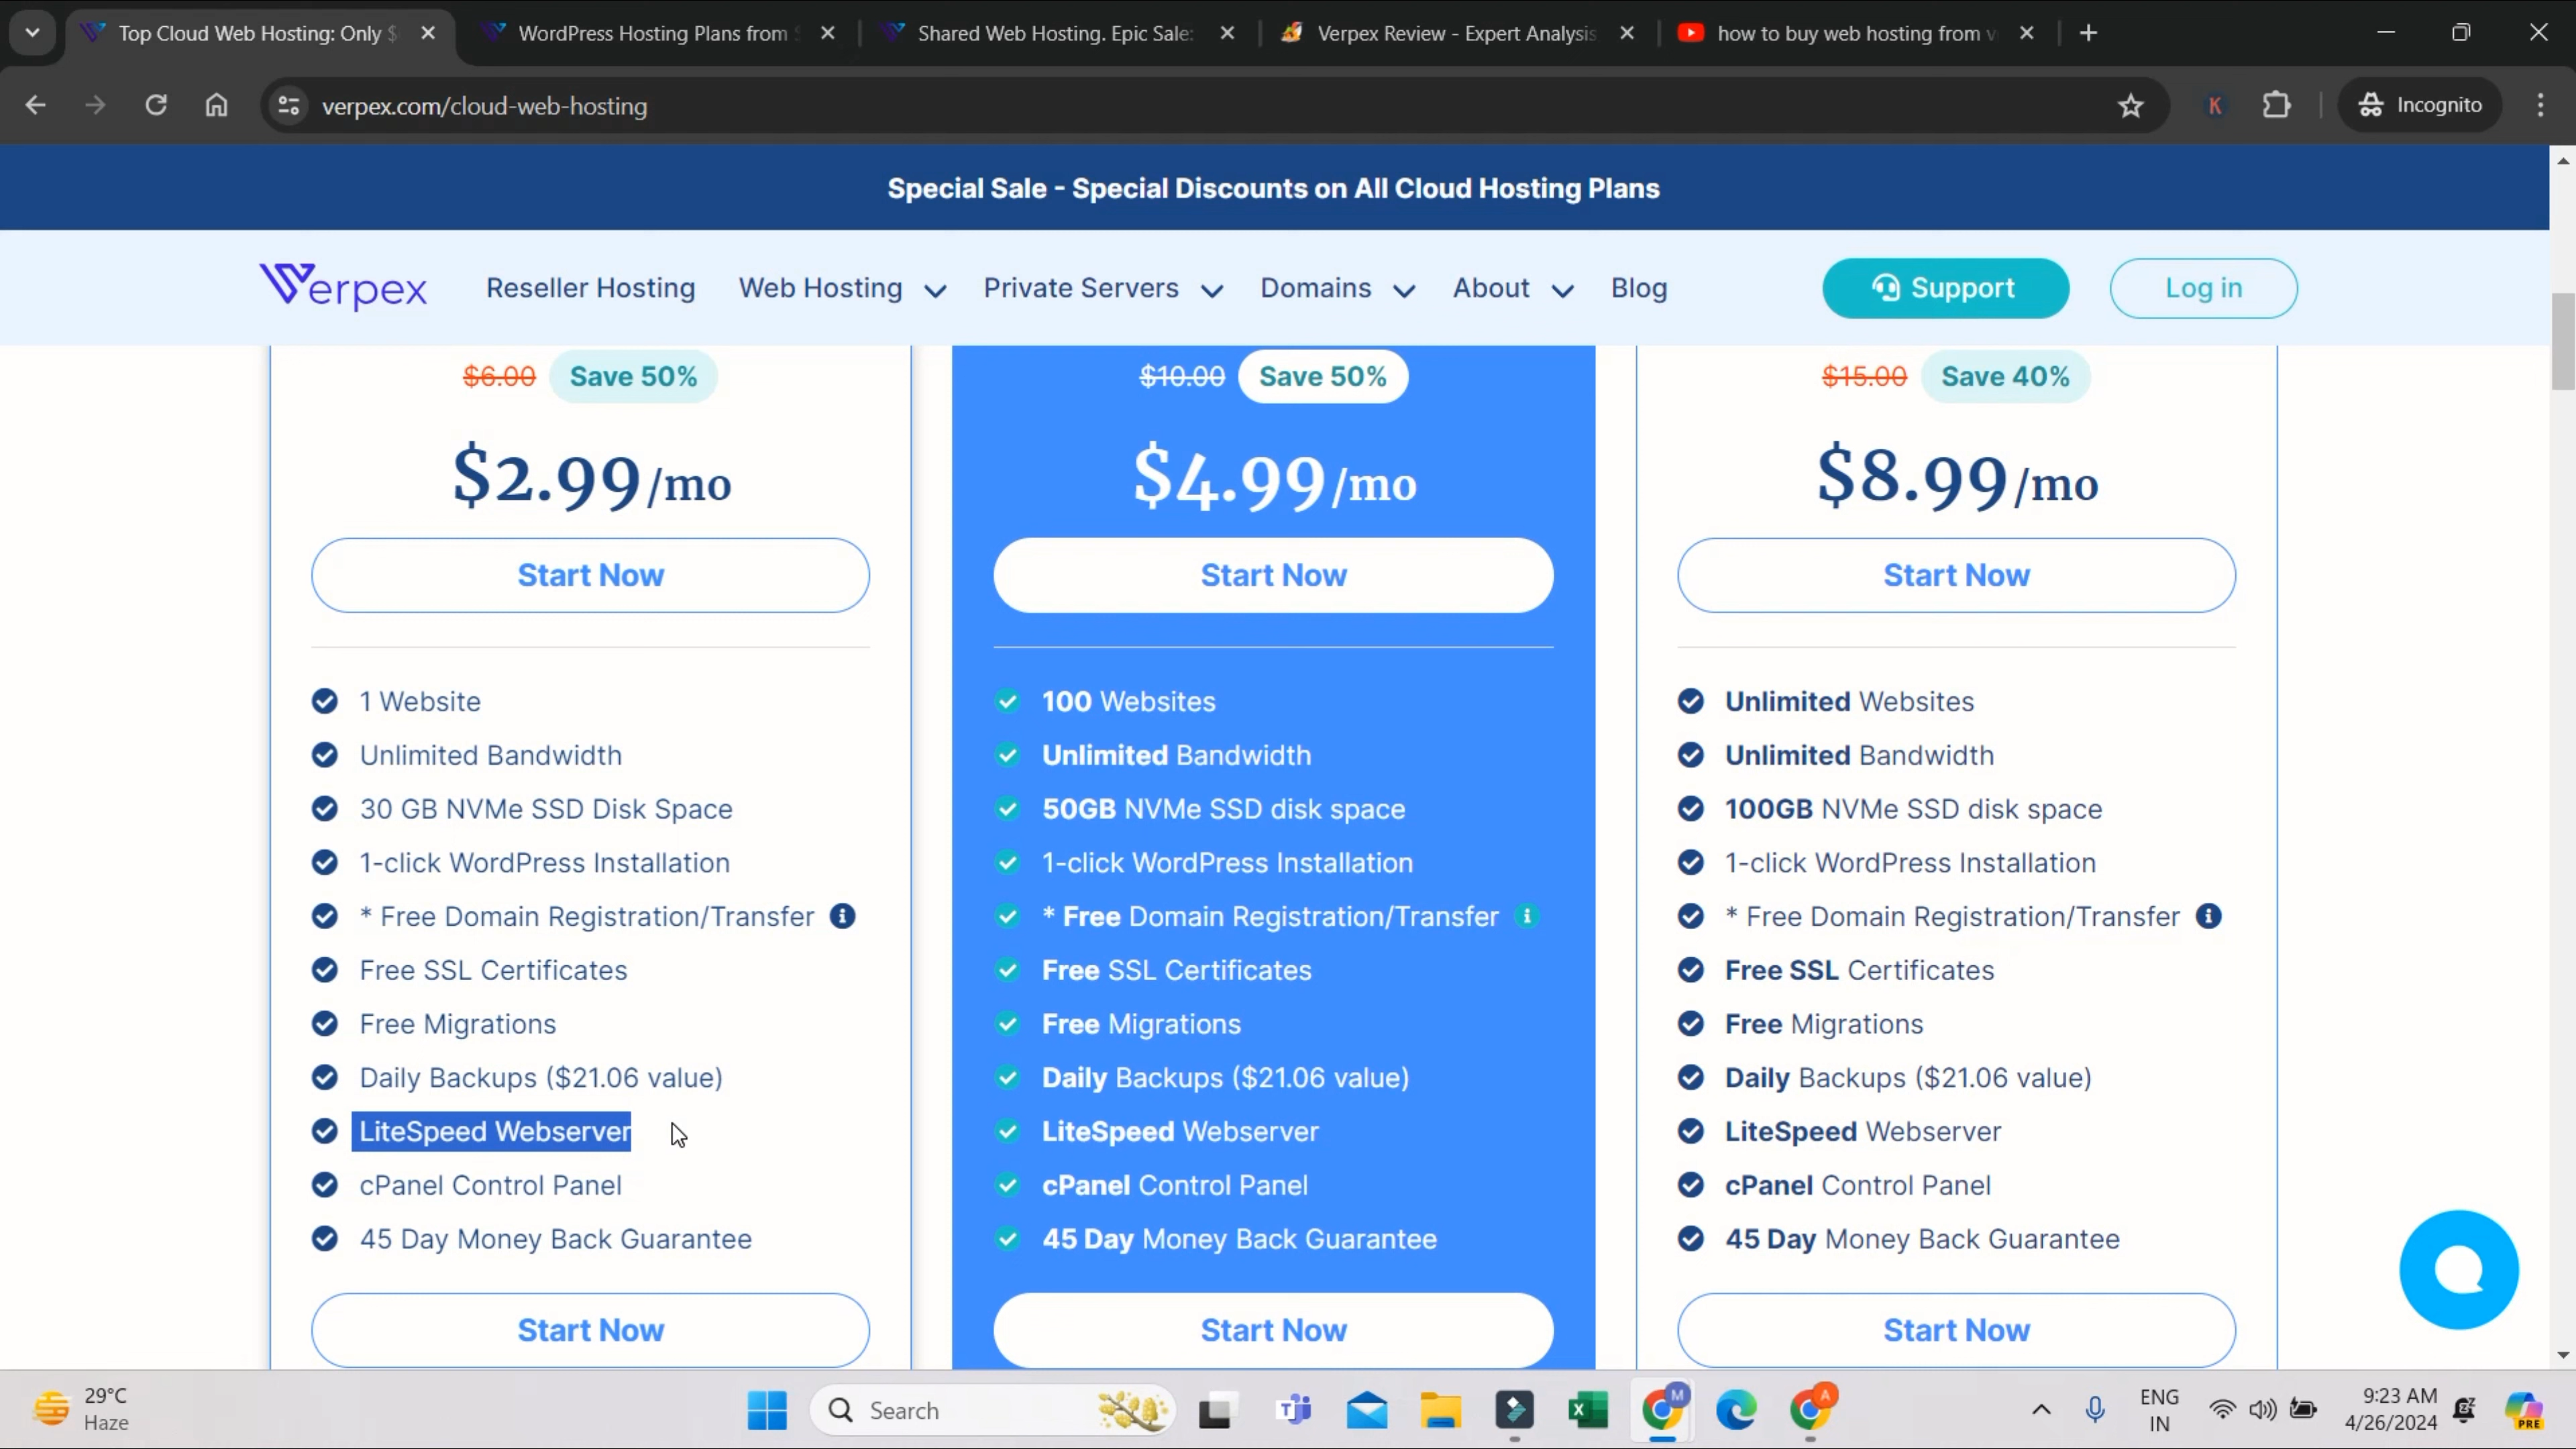 Top Cloud Web Hosting: Only $
WordPress Hosting Plans from $
Shared Web Hosting. Epic Sale:
Verpex Review - Expert Analysis
how to buy web hosting from v
verpex.com/cloud-web-hosting
K
Incognito
Special Sale - Special Discounts on All Cloud Hosting Plans
Verpex
Reseller Hosting
Web Hosting
Private Servers
Domains
About
Blog
Support
Log in
$6.00 Save 50%
$2.99/mo
Start Now
1 Website
Unlimited Bandwidth
30 GB NVMe SSD Disk Space
1-click WordPress Installation
* Free Domain Registration/Transfer
Free SSL Certificates
Free Migrations
Daily Backups ($21.06 value)
LiteSpeed Webserver
cPanel Control Panel
45 Day Money Back Guarantee
Start Now
$10.00 Save 50%
$4.99/mo
Start Now
100 Websites
Unlimited Bandwidth
50GB NVMe SSD disk space
1-click WordPress Installation
* Free Domain Registration/Transfer
Free SSL Certificates
Free Migrations
Daily Backups ($21.06 value)
LiteSpeed Webserver
cPanel Control Panel
45 Day Money Back Guarantee
Start Now
$15.00 Save 40%
$8.99/mo
Start Now
Unlimited Websites
Unlimited Bandwidth
100GB NVMe SSD disk space
1-click WordPress Installation
* Free Domain Registration/Transfer
Free SSL Certificates
Free Migrations
Daily Backups ($21.06 value)
LiteSpeed Webserver
cPanel Control Panel
45 Day Money Back Guarantee
Start Now
29°C
Haze
Search
M
A
ENG
IN
9:23 AM
4/26/2024
PRE